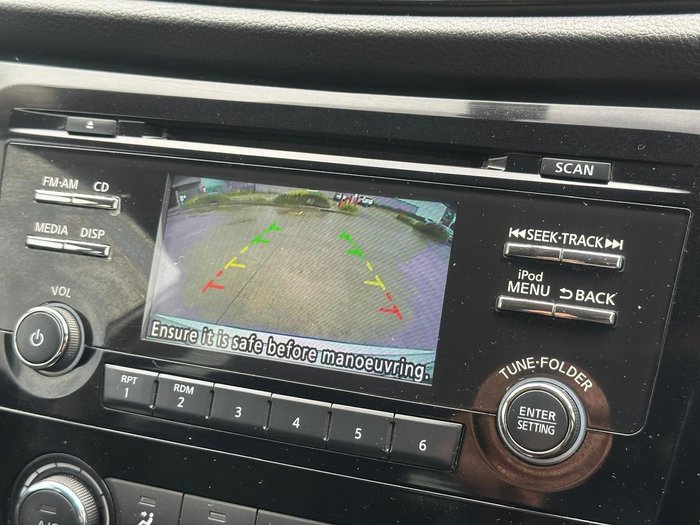 SCAN
FM·AM CD
MEDIA DISP
VOL
SEEK·TRACK
iPod
MENU
BACK
Ensure it is safe before manoeuvring.
TUNE·FOLDER
ENTER
SETTING
RPT
1
RDM
2
3
4
5
6